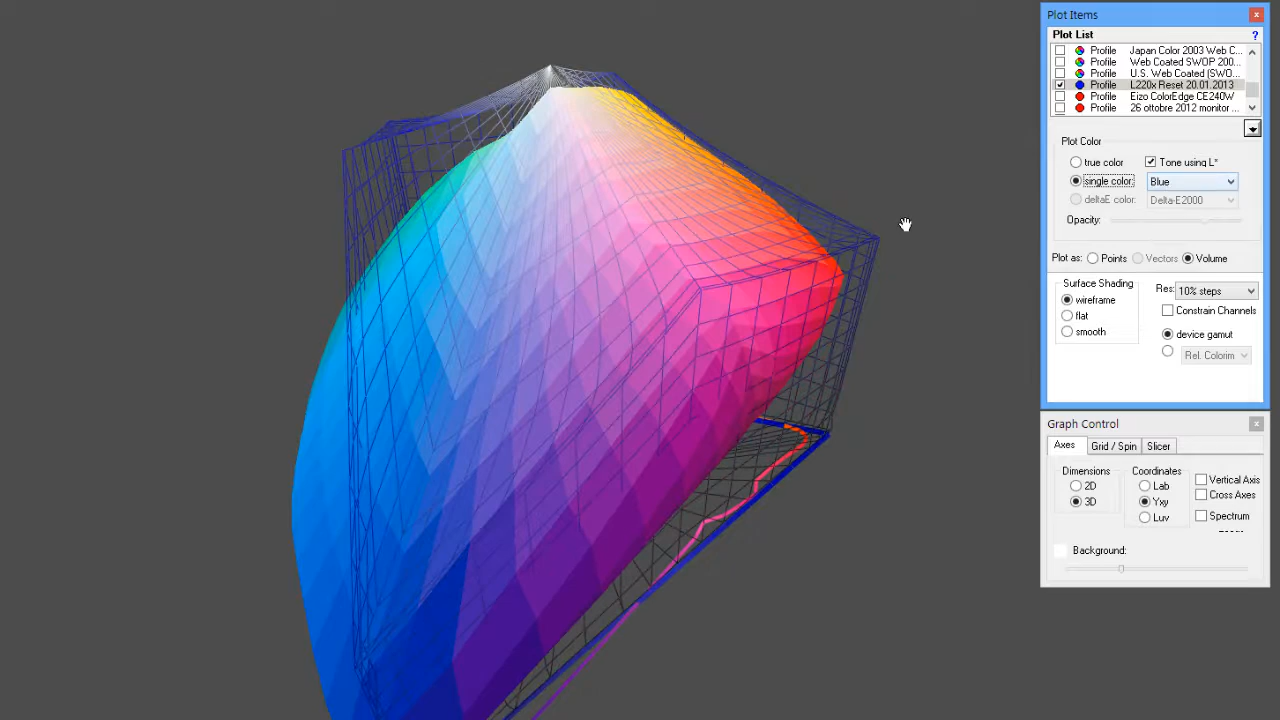 Plot Items
Plot List ?
Profile Japan Color 2003 Web C...
Profile Web Coated SWOP 200...
Profile U.S. Web Coated (SWO...
Profile L220x Reset 20.01.2013
Profile Eizo ColorEdge CE240W
Profile 26 ottobre 2012 monitor ...
Plot Color
true color Tone using L*
single color: Blue
deltaE color: Delta-E2000
Opacity:
Plot as: Points Vectors Volume
Surface Shading
Res: 10% steps
wireframe
Constrain Channels
flat
smooth
device gamut
Rel. Colorim
Graph Control
Axes Grid / Spin Slicer
Dimensions Coordinates
2D Lab Vertical Axis
3D Yxy Cross Axes
Luv Spectrum
Background: